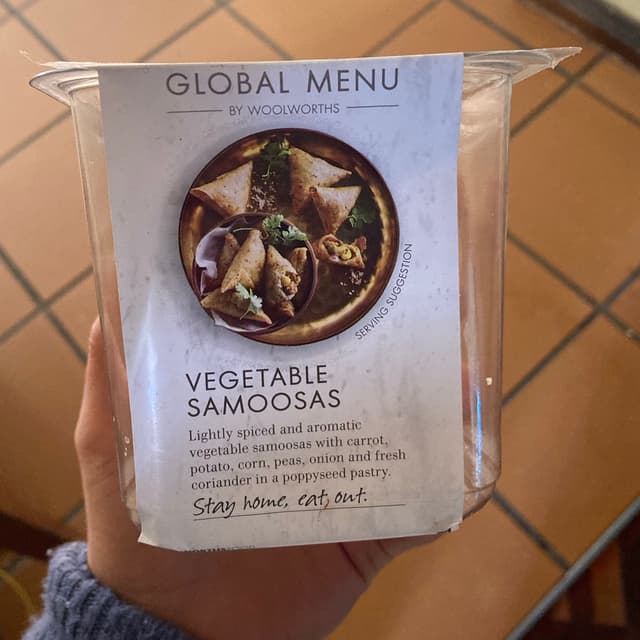 GLOBAL MENU
BY WOOLWORTHS
SERVING SUGGESTION
VEGETABLE
SAMOOSAS
Lightly spiced and aromatic
vegetable samoosas with carrot,
potato, corn, peas, onion and fresh
coriander in a poppyseed pastry.
Stay home, eat out.